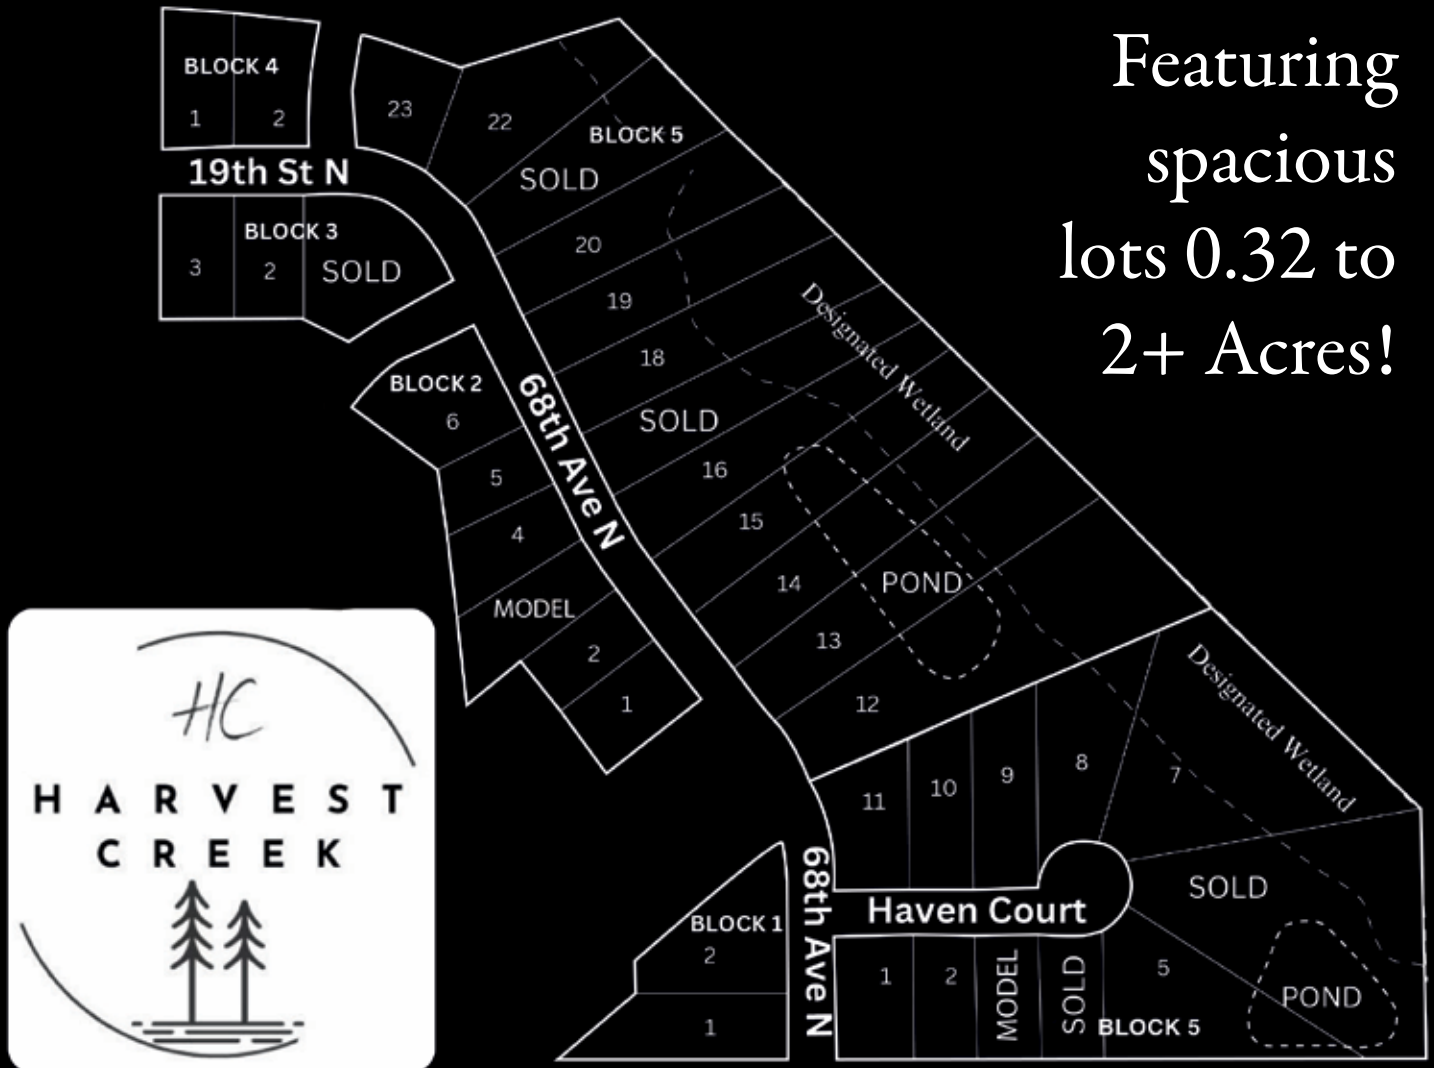 Featuring
spacious
lots 0.32 to
2+ Acres!
BLOCK 4
1
2
19th St N
BLOCK 3
3
2
SOLD
23
22
BLOCK 5
SOLD
20
19
18
SOLD
16
15
14
13
12
POND
Designated Wetland
68th Ave N
BLOCK 2
6
5
4
MODEL
2
1
11
10
9
8
7
Designated Wetland
SOLD
POND
Haven Court
68th Ave N
1
2
MODEL
SOLD
5
BLOCK 5
BLOCK 1
2
1
HC
HARVEST
CREEK